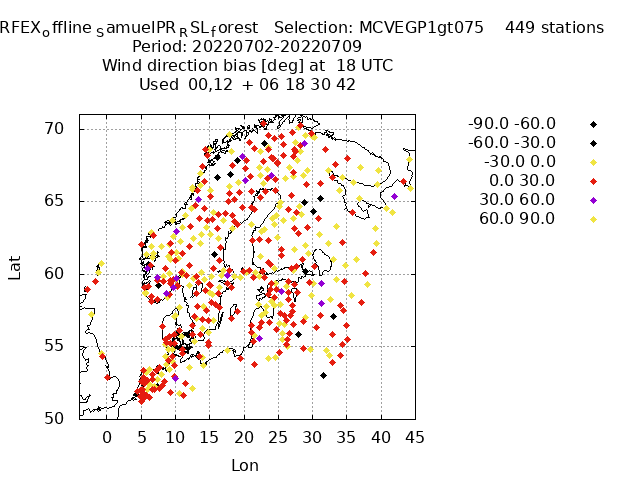 RFEXoffline SamuelPRRSLforest   Selection: MCVEGP1gt075    449 stations
Period: 20220702-20220709
Wind direction bias [deg] at  18 UTC
Used  00,12  + 06 18 30 42
-90.0 -60.0
-60.0 -30.0
-30.0 0.0
0.0 30.0
30.0 60.0
60.0 90.0
70
65
60
55
50
Lat
0 5 10 15 20 25 30 35 40 45
Lon